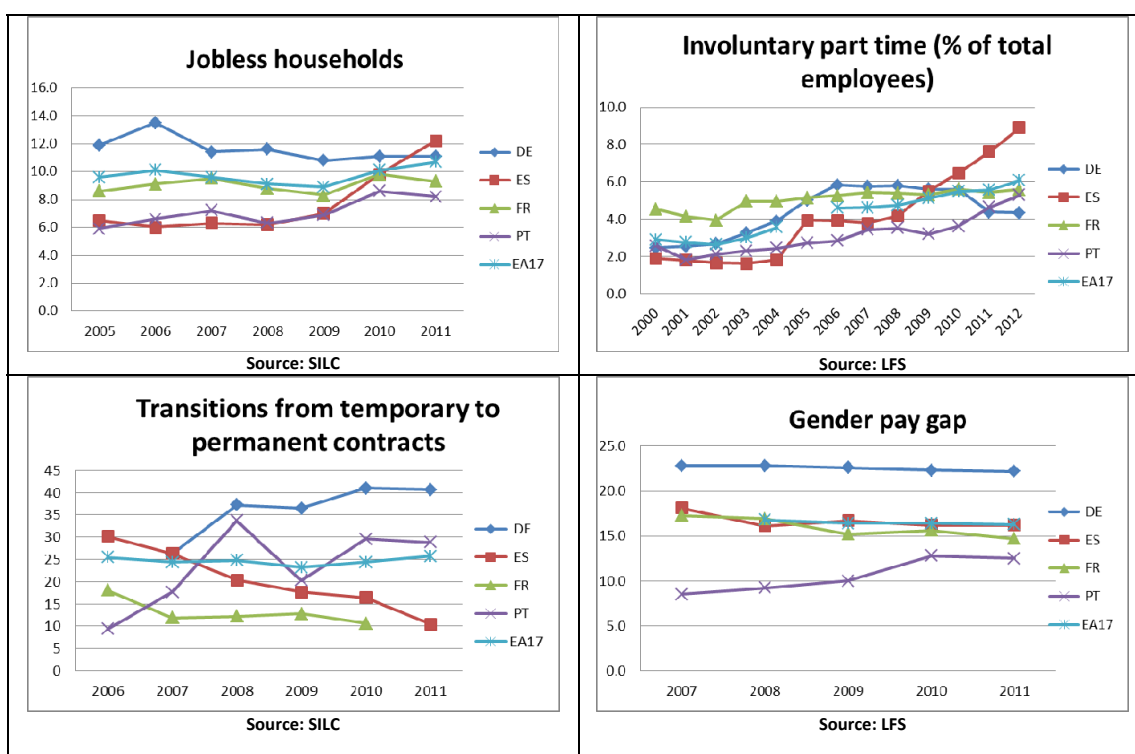 Jobless households
16.0
14.0
12.0
10.0
8.0
6.0
4.0
2.0
0.0
2005 2006 2007 2008 2009 2010 2011
DE
ES
FR
PT
EA17
Source: SILC
Involuntary part time (% of total
employees)
10.0
8.0
6.0
4.0
2.0
0.0
2000 2001 2002 2003 2004 2005 2006 2007 2008 2009 2010 2011 2012
DE
ES
FR
PT
EA17
Source: LFS
Transitions from temporary to
permanent contracts
45
40
35
30
25
20
15
10
5
0
2006 2007 2008 2009 2010 2011
DE
ES
FR
PT
EA17
Source: SILC
Gender pay gap
25.0
20.0
15.0
10.0
5.0
0.0
2007 2008 2009 2010 2011
DE
ES
FR
PT
EA17
Source: LFS